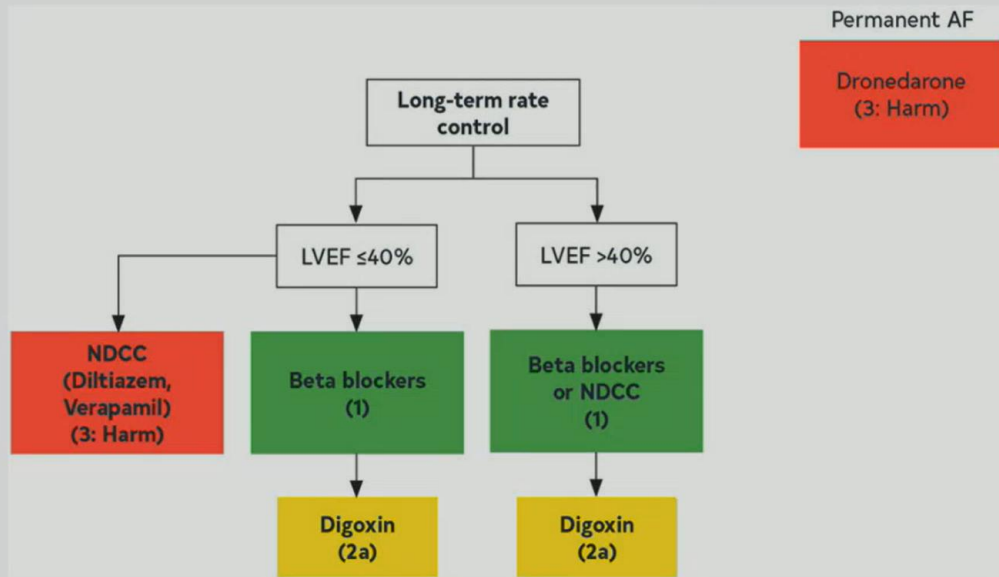 Permanent AF
Dronedarone
(3: Harm)
Long-term rate
control
LVEF ≤40%
LVEF >40%
NDCC
(Diltiazem,
Verapamil)
(3: Harm)
Beta blockers
(1)
Beta blockers
or NDCC
(1)
Digoxin
(2a)
Digoxin
(2a)